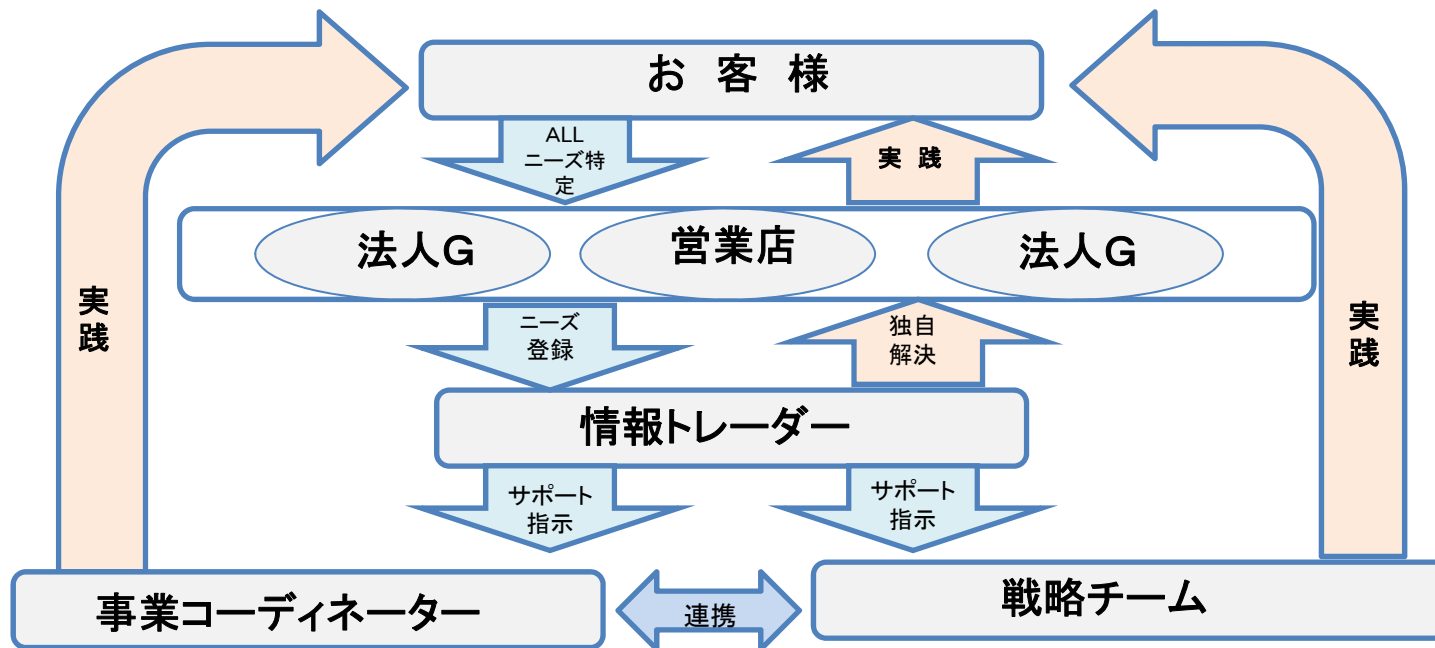 お 客 様
ALL
ニーズ特
定
実 践
法人G
営業店
法人G
実
践
実
践
ニーズ
登録
独自
解決
情報トレーダー
サポート
指示
サポート
指示
事業コーディネーター
連携
戦略チーム